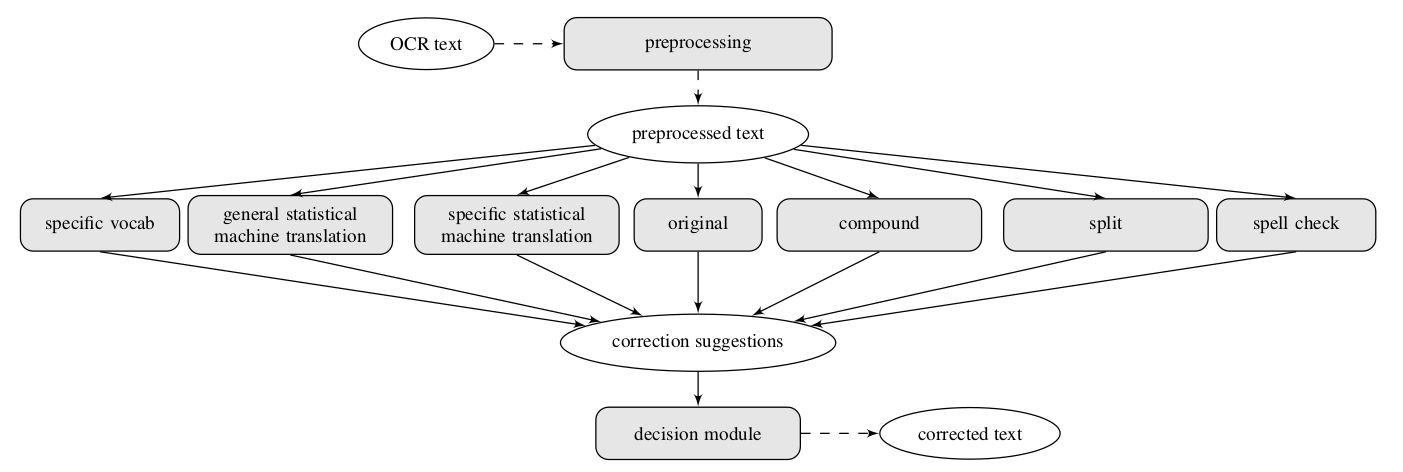 OCR text
preprocessing
preprocessed text
specific vocab
general statistical
machine translation
specific statistical
machine translation
original
compound
split
spell check
correction suggestions
decision module
corrected text